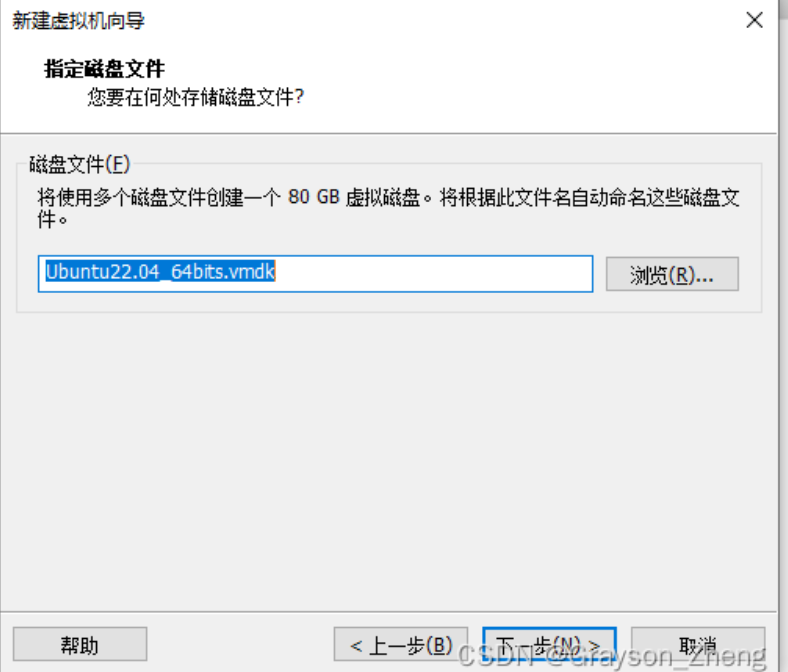 新建虚拟机向导
指定磁盘文件
您要在何处存储磁盘文件?
磁盘文件(F)
将使用多个磁盘文件创建一个 80 GB 虚拟磁盘。将根据此文件名自动命名这些磁盘文
件。
Ubuntu22.04_64bits.vmdk
浏览(R)...
帮助
< 上一步(B)
下一步(N) >
取消
CSDN @Grayson_Zheng